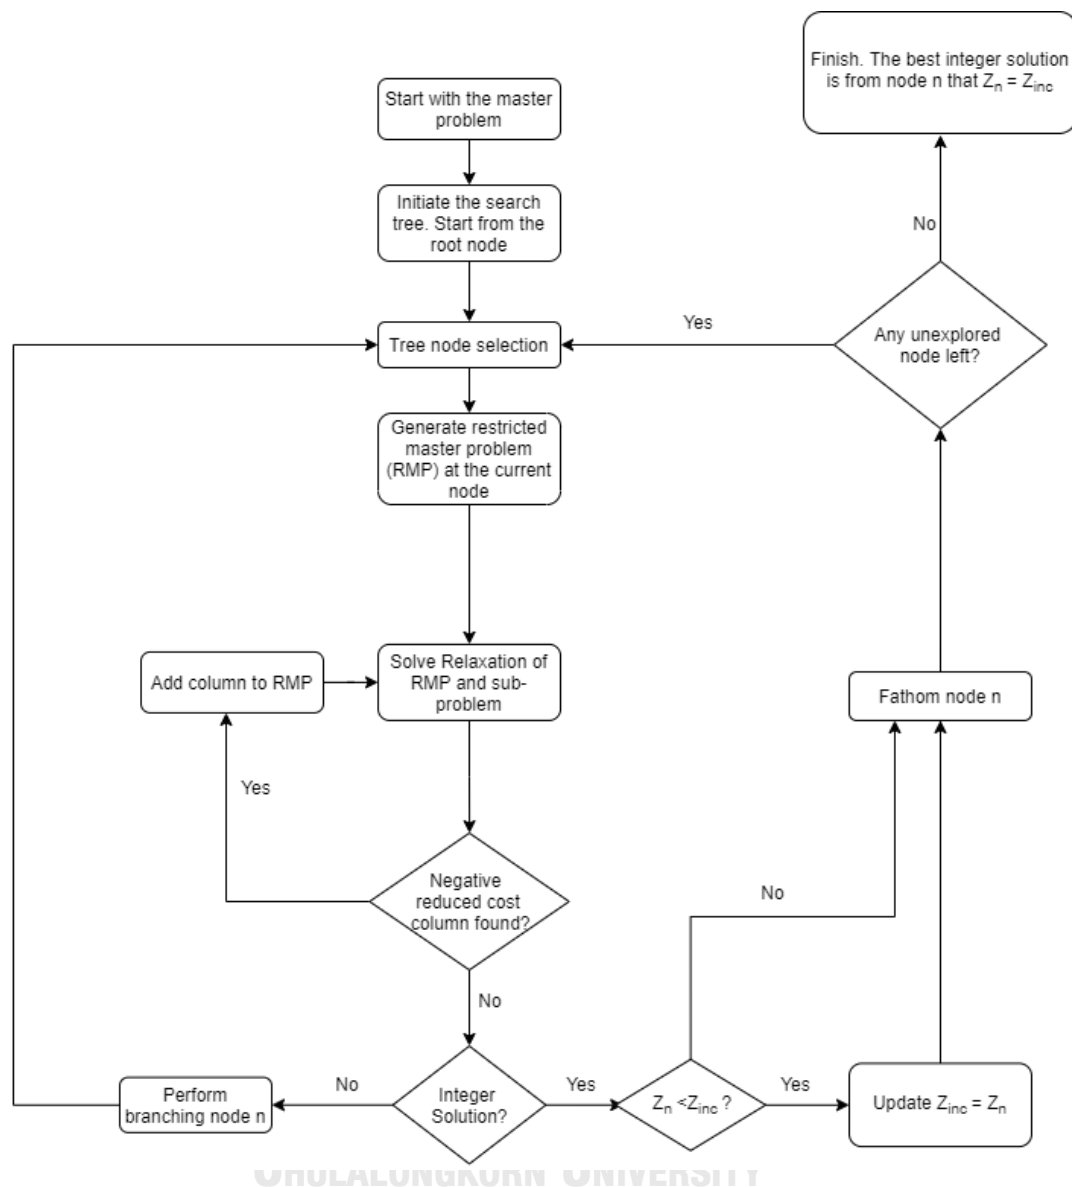 Finish. The best integer solution
is from node n that Zn = Zinc
Start with the master
problem
Initiate the search
tree. Start from the
root node
No
Yes
Any unexplored
node left?
Tree node selection
Generate restricted
master problem
(RMP) at the current
node
Add column to RMP
Solve Relaxation of
RMP and sub-
problem
Fathom node n
Yes
Negative
reduced cost
column found?
No
No
No
Yes
Yes
Perform
branching node n
Integer
Solution?
Zn <Zinc ?
Update Zinc = Zn
CHULALONGKORN UNIVERSITY